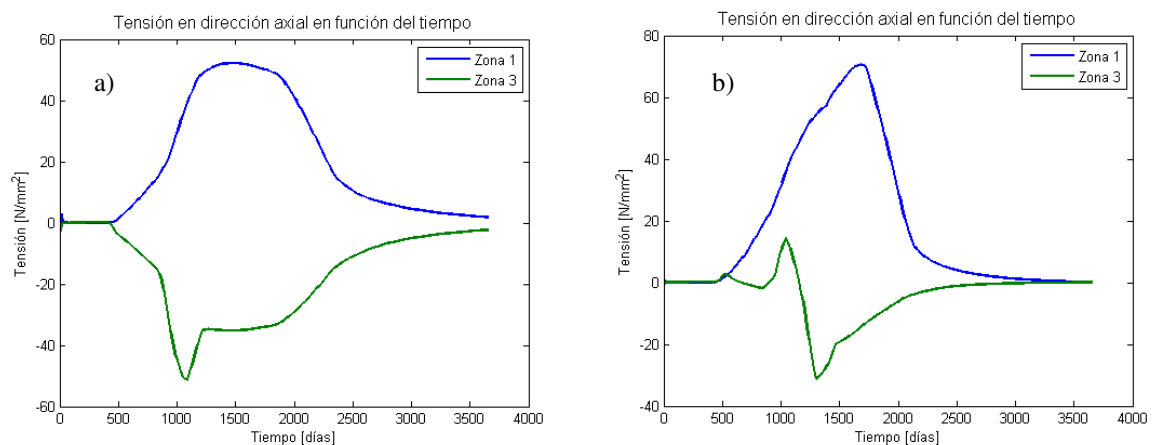 Tensión en dirección axial en función del tiempo
a)
Zona 1
Zona 3
60
40
20
0
-20
-40
-60
Tensión [N/mm²]
0 500 1000 1500 2000 2500 3000 3500 4000
Tiempo [días]
Tensión en dirección axial en función del tiempo
b)
Zona 1
Zona 3
80
60
40
20
0
-20
-40
Tensión [N/mm²]
0 500 1000 1500 2000 2500 3000 3500 4000
Tiempo [días]